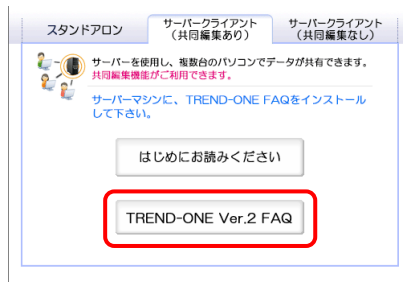 スタンドアロン
サーバークライアント
（共同編集あり）
サーバークライアント
（共同編集なし）
サーバーを使用し、複数台のパソコンでデータが共有できます。
共同編集機能がご利用できます。
サーバーマシンに、TREND-ONE FAQをインストール
して下さい。
はじめにお読みください
TREND-ONE Ver.2 FAQ